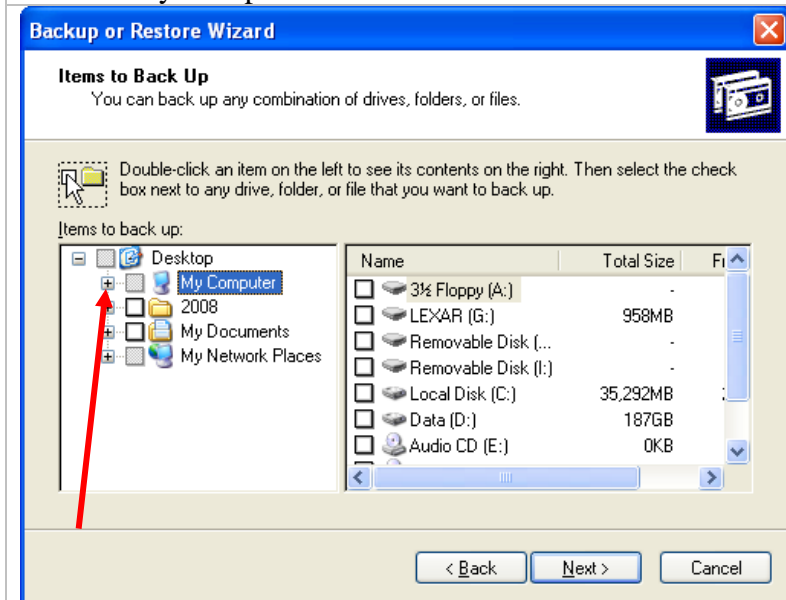 Backup or Restore Wizard
Items to Back Up
You can back up any combination of drives, folders, or files.
Double-click an item on the left to see its contents on the right. Then select the check
box next to any drive, folder, or file that you want to back up.
Items to back up:
Desktop
My Computer
2008
My Documents
My Network Places
Name Total Size
3½ Floppy (A:) -
LEXAR (G:) 958MB
Removable Disk (... -
Removable Disk (I:) -
Local Disk (C:) 35,292MB
Data (D:) 187GB
Audio CD (E:) 0KB
< Back Next > Cancel